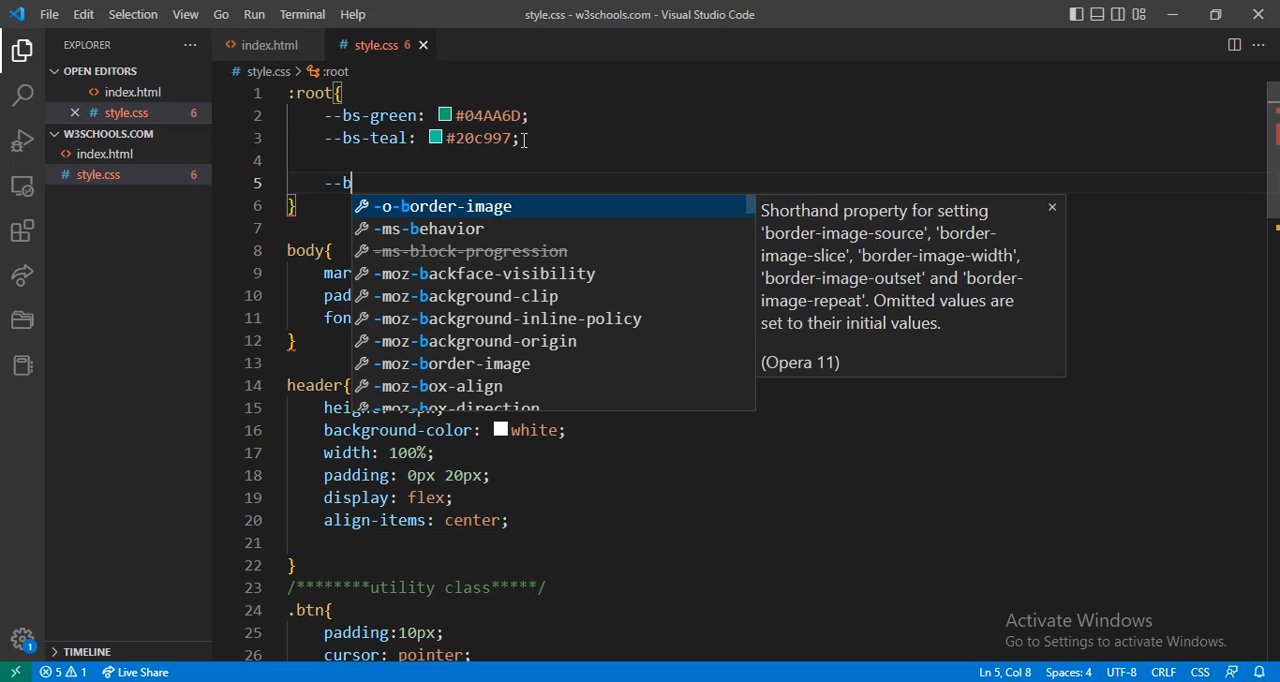 File Edit Selection View Go Run Terminal Help style.css - w3schools.com - Visual Studio Code
EXPLORER ··· <> index.html # style.css 6 ×
OPEN EDITORS
<> index.html
× # style.css 6
W3SCHOOLS.COM
<> index.html
# style.css 6
TIMELINE
# style.css > :root
1 :root{
2 --bs-green: #04AA6D;
3 --bs-teal: #20c997;
4
5 --b
6 }
7
8 body{
9 mar
10 pad
11 fon
12 }
13
14 header{
15 heig
16 background-color: white;
17 width: 100%;
18 padding: 0px 20px;
19 display: flex;
20 align-items: center;
21
22 }
23 /********utility class*****/
24 .btn{
25 padding:10px;
26 cursor: pointer;
-o-border-image
-ms-behavior
-ms-block-progression
-moz-backface-visibility
-moz-background-clip
-moz-background-inline-policy
-moz-background-origin
-moz-border-image
-moz-box-align
-moz-box-direction
Shorthand property for setting
'border-image-source', 'border-
image-slice', 'border-image-width',
'border-image-outset' and 'border-
image-repeat'. Omitted values are
set to their initial values.
(Opera 11)
Activate Windows
Go to Settings to activate Windows.
1
5 1 Live Share Ln 5, Col 8 Spaces: 4 UTF-8 CRLF CSS